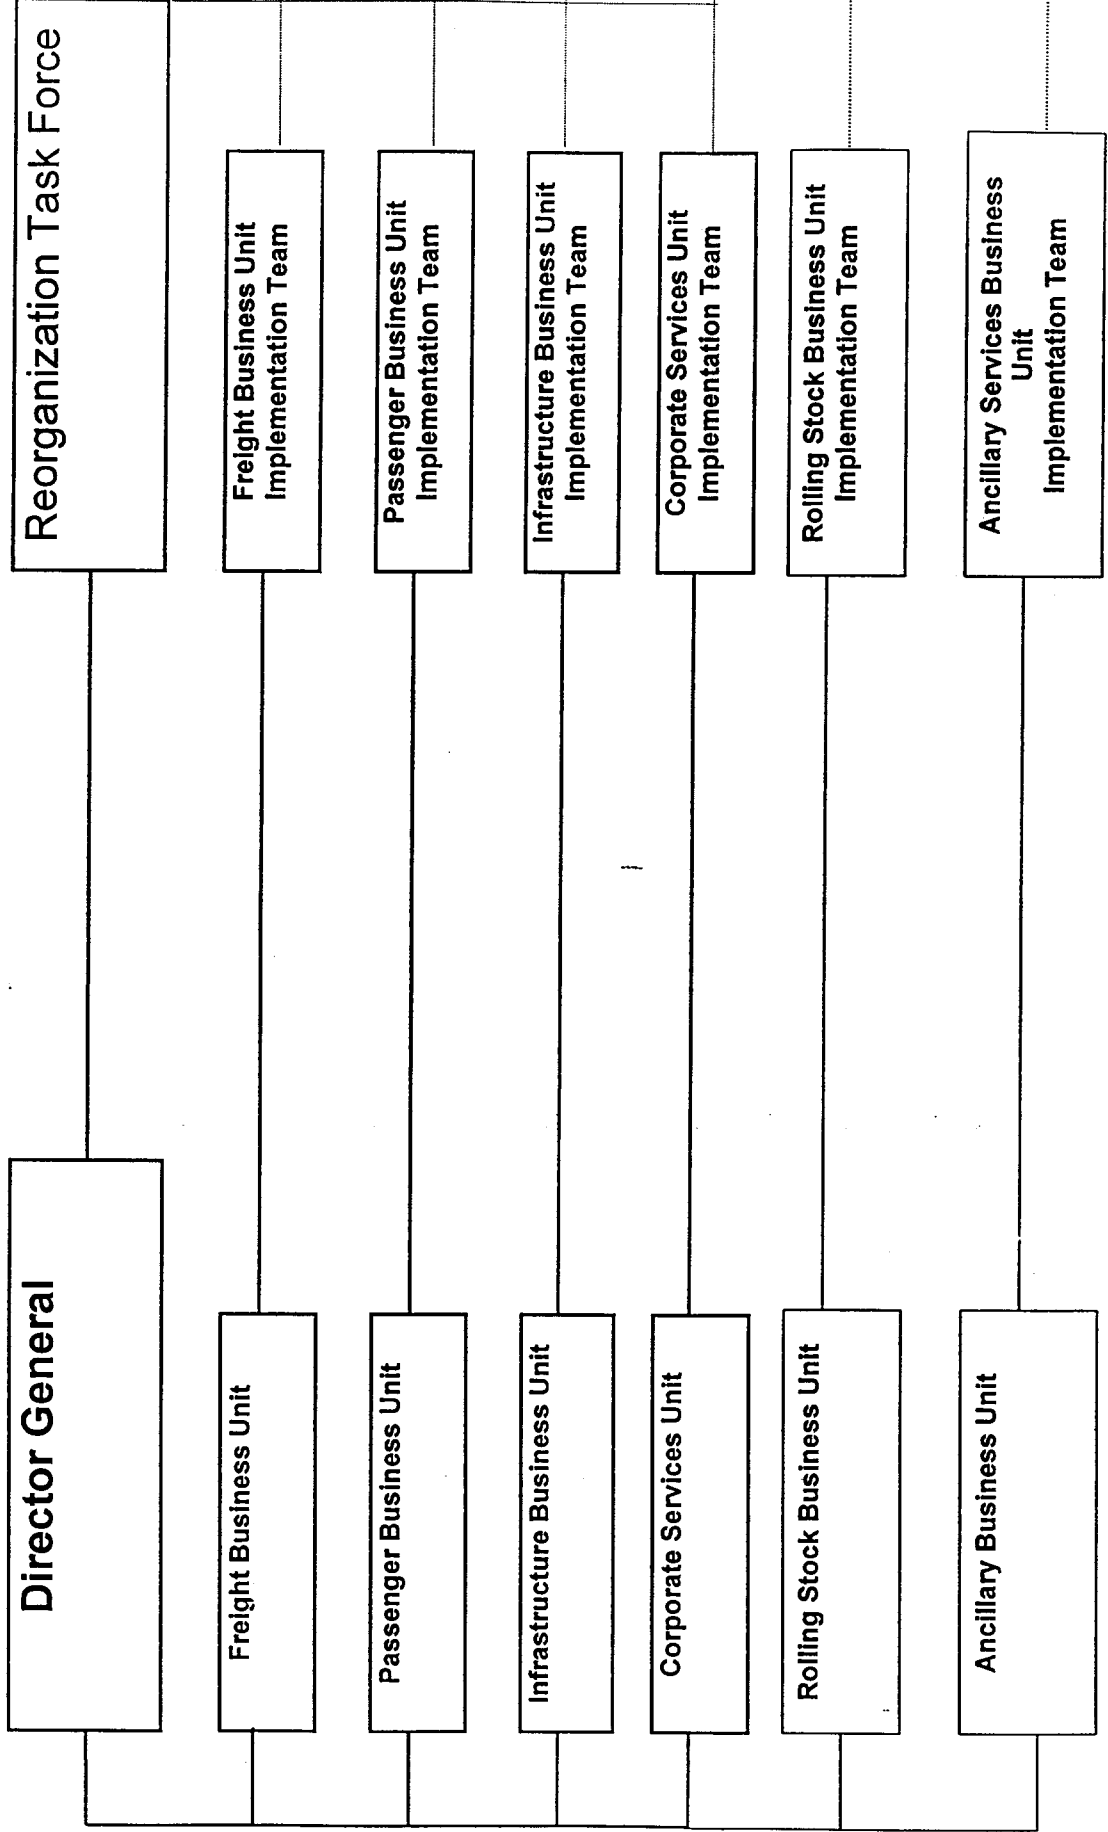 Director General
Reorganization Task Force
Freight Business Unit
Freight Business Unit
Implementation Team
Passenger Business Unit
Passenger Business Unit
Implementation Team
Infrastructure Business Unit
Infrastructure Business Unit
Implementation Team
Corporate Services Unit
Corporate Services Unit
Implementation Team
Rolling Stock Business Unit
Rolling Stock Business Unit
Implementation Team
Ancillary Business Unit
Ancillary Services Business
Unit
Implementation Team